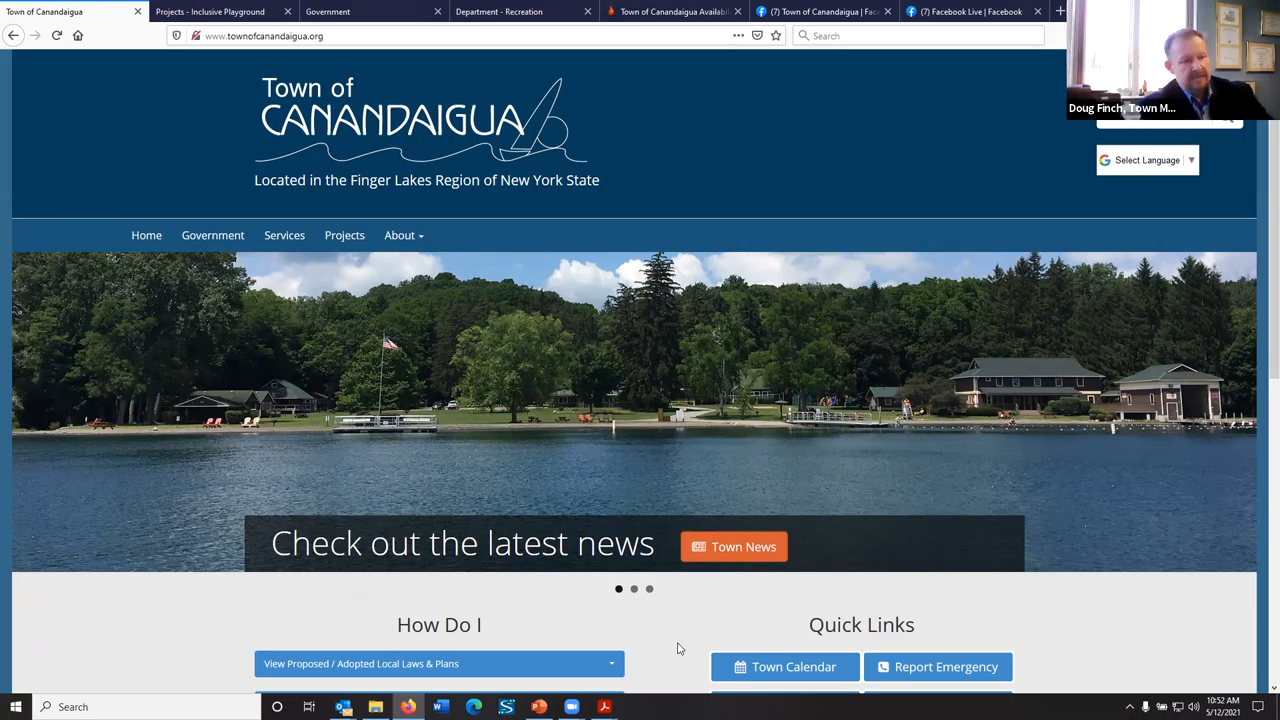 Town of Canandaigua
Projects - Inclusive Playground
Government
Department - Recreation
Town of Canandaigua Availabil
(7) Town of Canandaigua | Face
(7) Facebook Live | Facebook
www.townofcanandaigua.org
Search
Doug Finch, Town M...
Town of
CANANDAIGUA
Located in the Finger Lakes Region of New York State
Select Language
Home
Government
Services
Projects
About
Check out the latest news
Town News
How Do I
Quick Links
View Proposed / Adopted Local Laws & Plans
Town Calendar
Report Emergency
Search
10:52 AM
5/12/2021